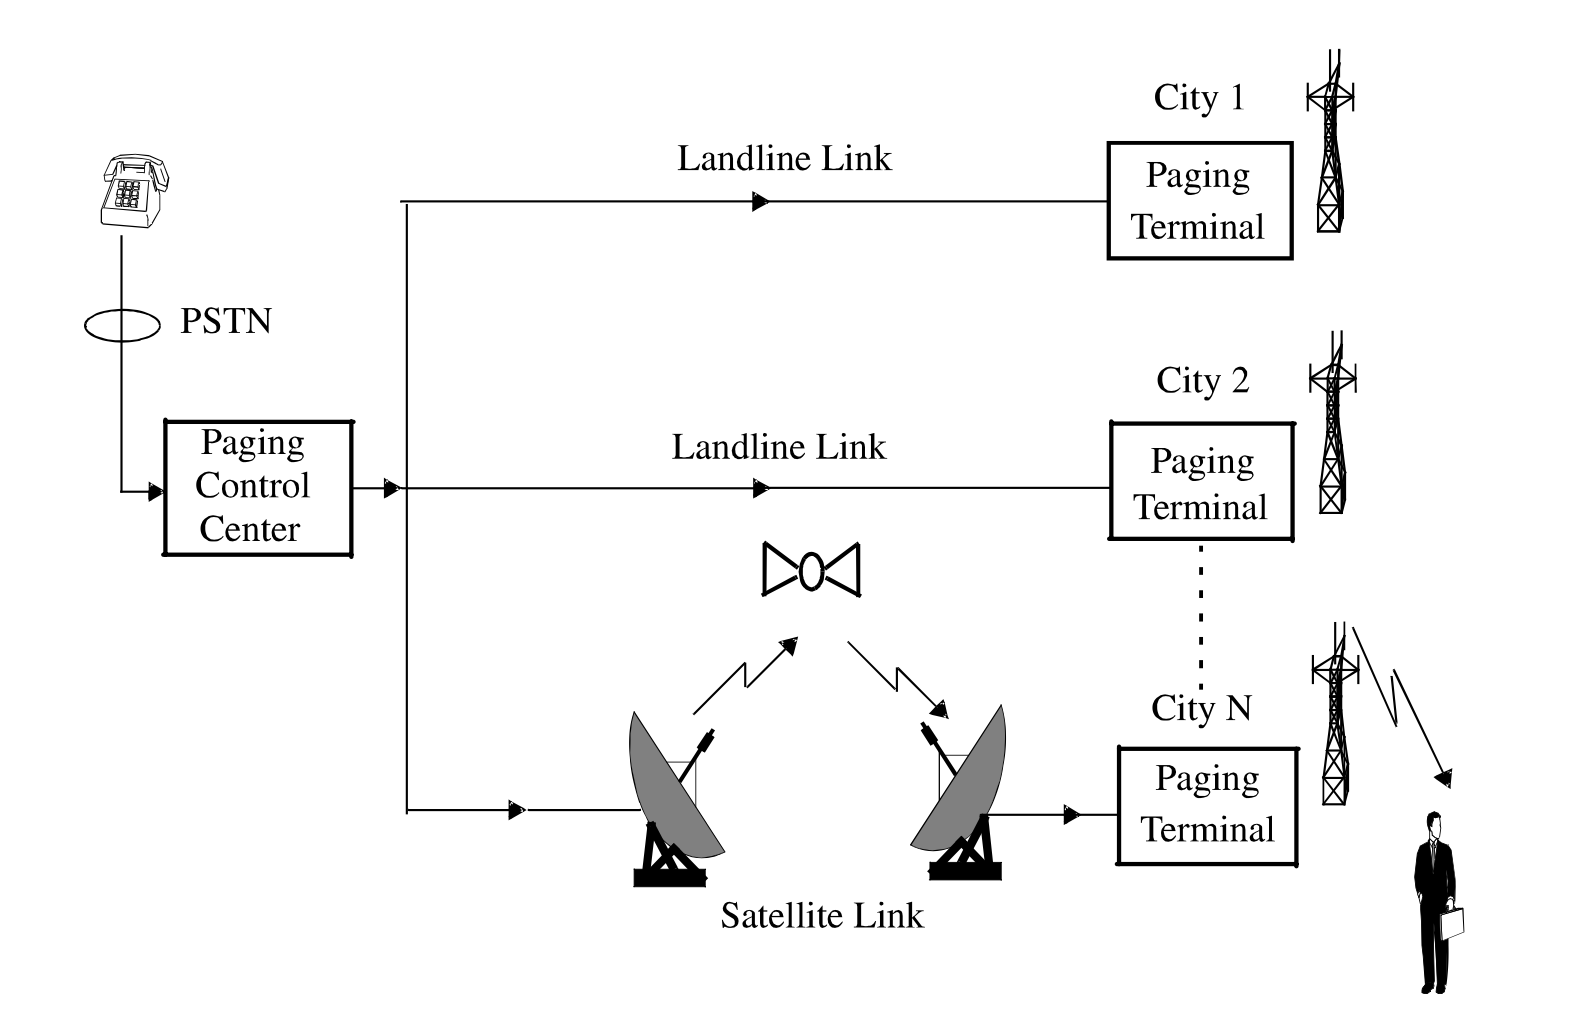 City 1
Landline Link
Paging
Terminal
PSTN
City 2
Paging
Control
Center
Landline Link
Paging
Terminal
City N
Paging
Terminal
Satellite Link